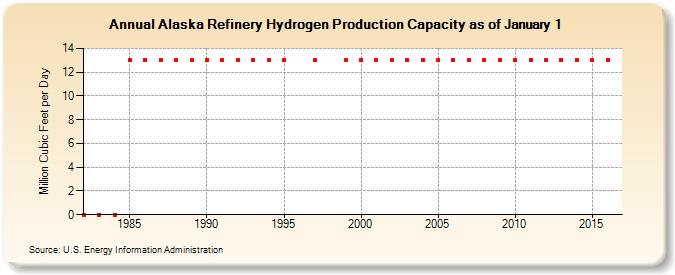 Annual Alaska Refinery Hydrogen Production Capacity as of January 1
Million Cubic Feet per Day
14
12
10
8
6
4
2
0
1985 1990 1995 2000 2005 2010 2015
Source: U.S. Energy Information Administration